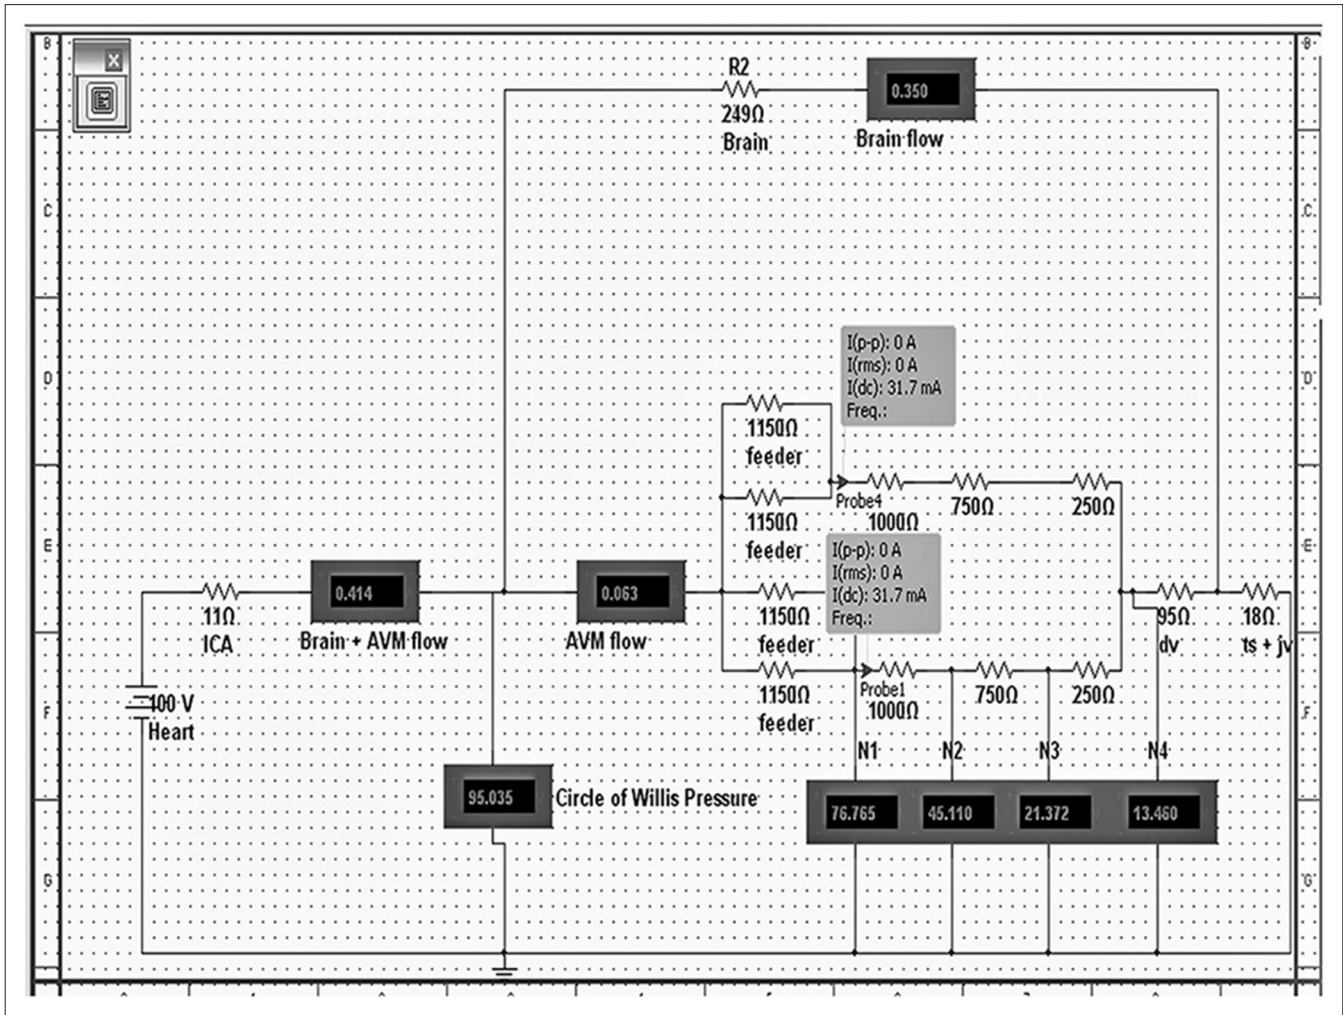 B
B
X
R2
249Ω
Brain
0.350
Brain flow
C
C
D
D
I(p-p): 0 A
I(rms): 0 A
I(dc): 31.7 mA
Freq.:
1150Ω
feeder
Probe4
1150Ω
feeder
1000Ω
750Ω
250Ω
E
E
I(p-p): 0 A
I(rms): 0 A
I(dc): 31.7 mA
Freq.:
11Ω
ICA
0.414
Brain + AVM flow
0.063
AVM flow
1150Ω
feeder
95Ω
dv
18Ω
ts + jv
1150Ω
feeder
Probe1
1000Ω
750Ω
250Ω
F
F
100 V
Heart
N1
N2
N3
N4
95.035
Circle of Willis Pressure
76.765
45.110
21.372
13.460
G
G